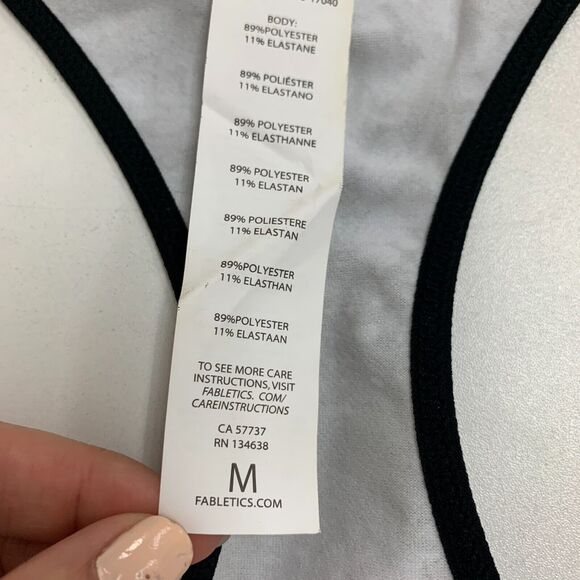 17040
BODY:
89%POLYESTER
11% ELASTANE
89% POLIÉSTER
11% ELASTANO
89% POLYESTER
11% ELASTHANNE
89% POLYESTER
11% ELASTAN
89% POLIESTERE
11% ELASTAN
89%POLYESTER
11% ELASTHAN
89%POLYESTER
11% ELASTAAN
TO SEE MORE CARE
INSTRUCTIONS, VISIT
FABLETICS. COM/
CAREINSTRUCTIONS
CA 57737
RN 134638
M
FABLETICS.COM